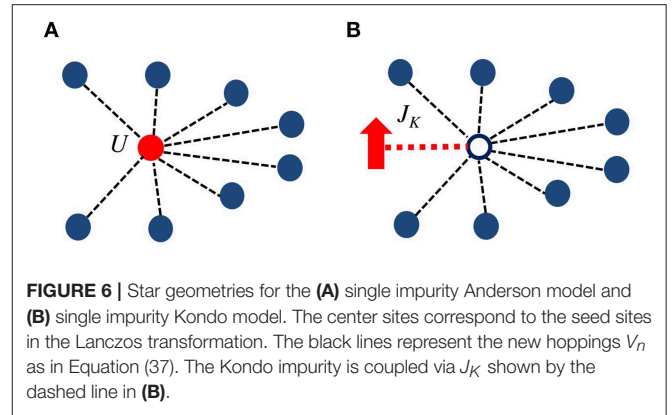 A
B
U
J_K
FIGURE 6 | Star geometries for the (A) single impurity Anderson model and
(B) single impurity Kondo model. The center sites correspond to the seed sites
in the Lanczos transformation. The black lines represent the new hoppings V_n
as in Equation (37). The Kondo impurity is coupled via J_K shown by the
dashed line in (B).